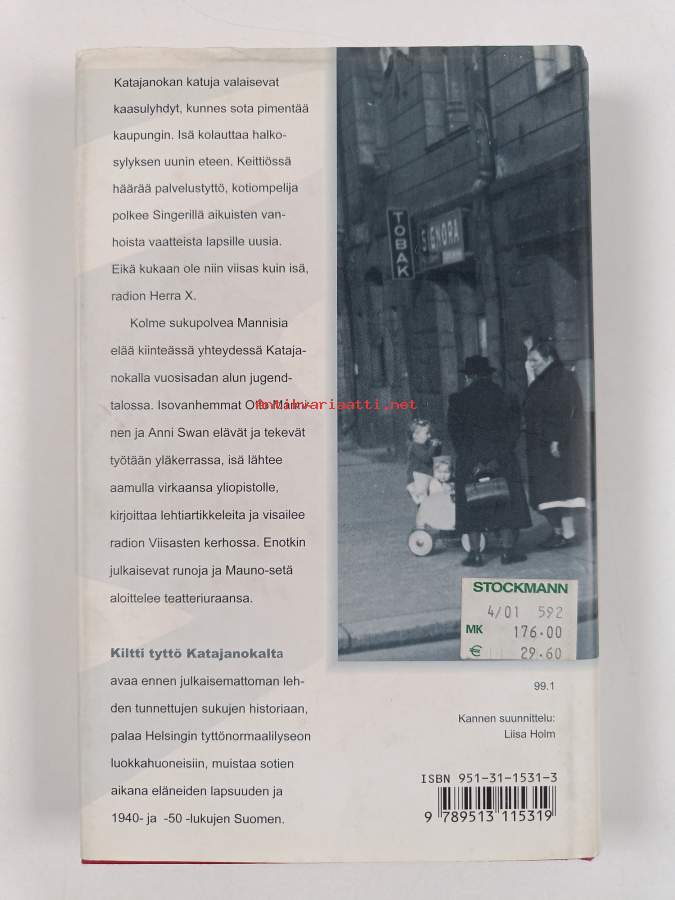 Katajanokan katuja valaisevat
kaasulyhdyt, kunnes sota pimentää
kaupungin. Isä kolauttaa halko-
sylyksen uunin eteen. Keittiössä
häärää palvelustyttö, kotiompelija
polkee Singerillä aikuisten van-
hoista vaatteista lapsille uusia.
Eikä kukaan ole niin viisas kuin isä,
radion Herra X.
Kolme sukupolvea Mannisia
elää kiinteässä yhteydessä Kataja-
nokalla vuosisadan alun jugend-
talossa. Isovanhemmat Otto Manni-
nen ja Anni Swan elävät ja tekevät
työtään yläkerrassa, isä lähtee
aamulla virkaansa yliopistolle,
kirjoittaa lehtiartikkeleita ja visailee
radion Viisasten kerhossa. Enotkin
julkaisevat runoja ja Mauno-setä
aloittelee teatteriuraansa.
Kiltti tyttö Katajanokalta
avaa ennen julkaisemattoman leh-
den tunnettujen sukujen historiaan,
palaa Helsingin tyttönormaalilyseon
luokkahuoneisiin, muistaa sotien
aikana eläneiden lapsuuden ja
1940- ja -50 -lukujen Suomen.
Antikvariaatti.net
TOBAK
SENORA
STOCKMANN
4/01 592
MK 176.00
€ 29.60
99.1
Kannen suunnittelu:
Liisa Holm
ISBN 951-31-1531-3
9 789513 115319